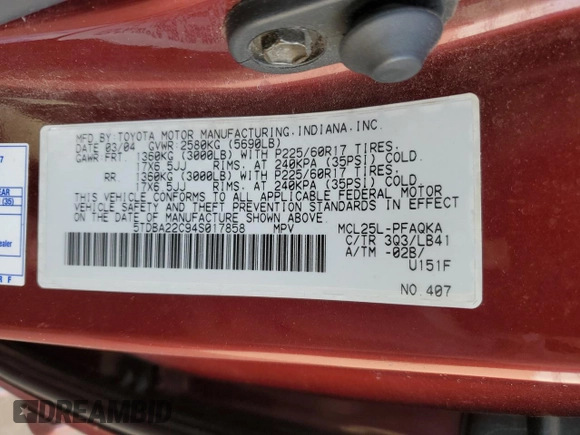 MFD.BY:TOYOTA MOTOR MANUFACTURING,INDIANA,INC.
DATE 03/04 GVWR 2580KG (5690LB)
GAWR FRT. 1360KG (3000LB) WITH P225/60R17 TIRES,
17X6.5JJ RIMS, AT 240KPA (35PSI) COLD.
RR 1360KG (3000LB) WITH P225/60R17 TIRES,
17X6.5JJ RIMS, AT 240KPA (35PSI) COLD.
THIS VEHICLE CONFORMS TO ALL APPLICABLE FEDERAL MOTOR
VEHICLE SAFETY AND THEFT PREVENTION STANDARDS IN EFFECT
ON THE DATE OF MANUFACTURE SHOWN ABOVE.
5TDBA22C94S017858 MPV MCL25L-PFAQKA
C/TR 3Q3/LB41
A/TM -02B/
U151F
NO.407
7
EAR
(35)
ealer
R F
DREAMBID